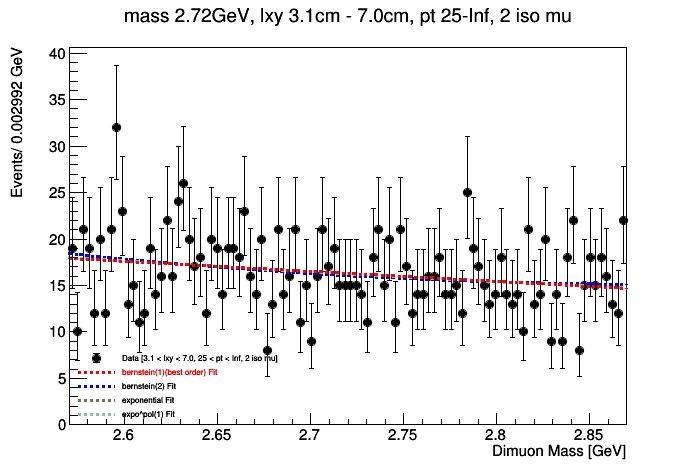 mass 2.72GeV, lxy 3.1cm - 7.0cm, pt 25-Inf, 2 iso mu
Events/ 0.002992 GeV
40
35
30
25
20
15
10
5
0
Data [3.1 < lxy < 7.0, 25 < pt < Inf, 2 iso mu]
bernstein(1)(best order) Fit
bernstein(2) Fit
exponential Fit
expo*pol(1) Fit
2.6
2.65
2.7
2.75
2.8
2.85
Dimuon Mass [GeV]